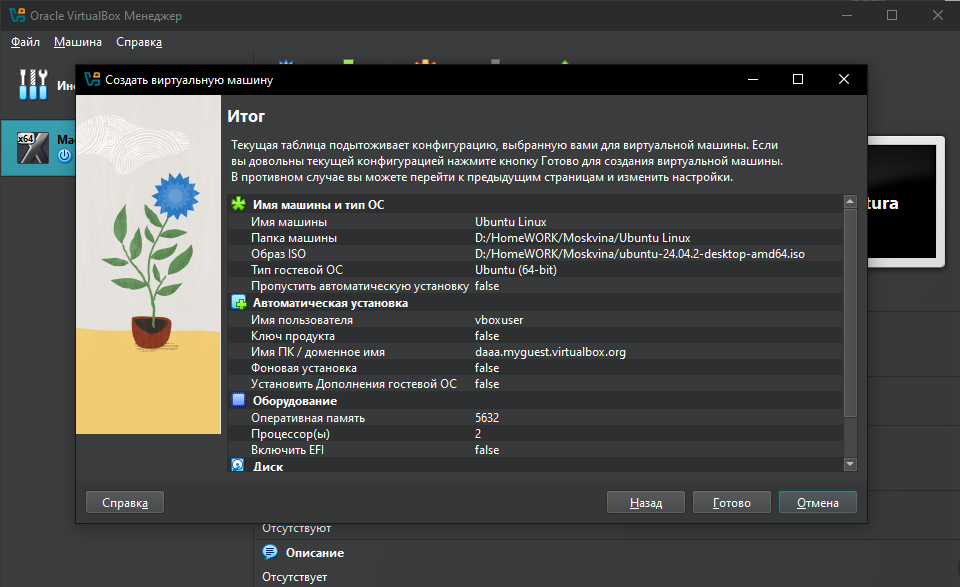 Oracle VirtualBox Менеджер
Файл Машина Справка
Создать виртуальную машину
x64
Итог
Текущая таблица подытоживает конфигурацию, выбранную вами для виртуальной машины. Если
вы довольны текущей конфигурацией нажмите кнопку Готово для создания виртуальной машины.
В противном случае вы можете перейти к предыдущим страницам и изменить настройки.
Имя машины и тип ОС
Имя машины Ubuntu Linux
Папка машины D:/HomeWORK/Moskvina/Ubuntu Linux
Образ ISO D:/HomeWORK/Moskvina/ubuntu-24.04.2-desktop-amd64.iso
Тип гостевой ОС Ubuntu (64-bit)
Пропустить автоматическую установку false
Автоматическая установка
Имя пользователя vboxuser
Ключ продукта false
Имя ПК / доменное имя daaa.myguest.virtualbox.org
Фоновая установка false
Установить Дополнения гостевой ОС false
Оборудование
Оперативная память 5632
Процессор(ы) 2
Включить EFI false
Диск
Справка Назад Готово Отмена
Отсутствуют
Описание
Отсутствует